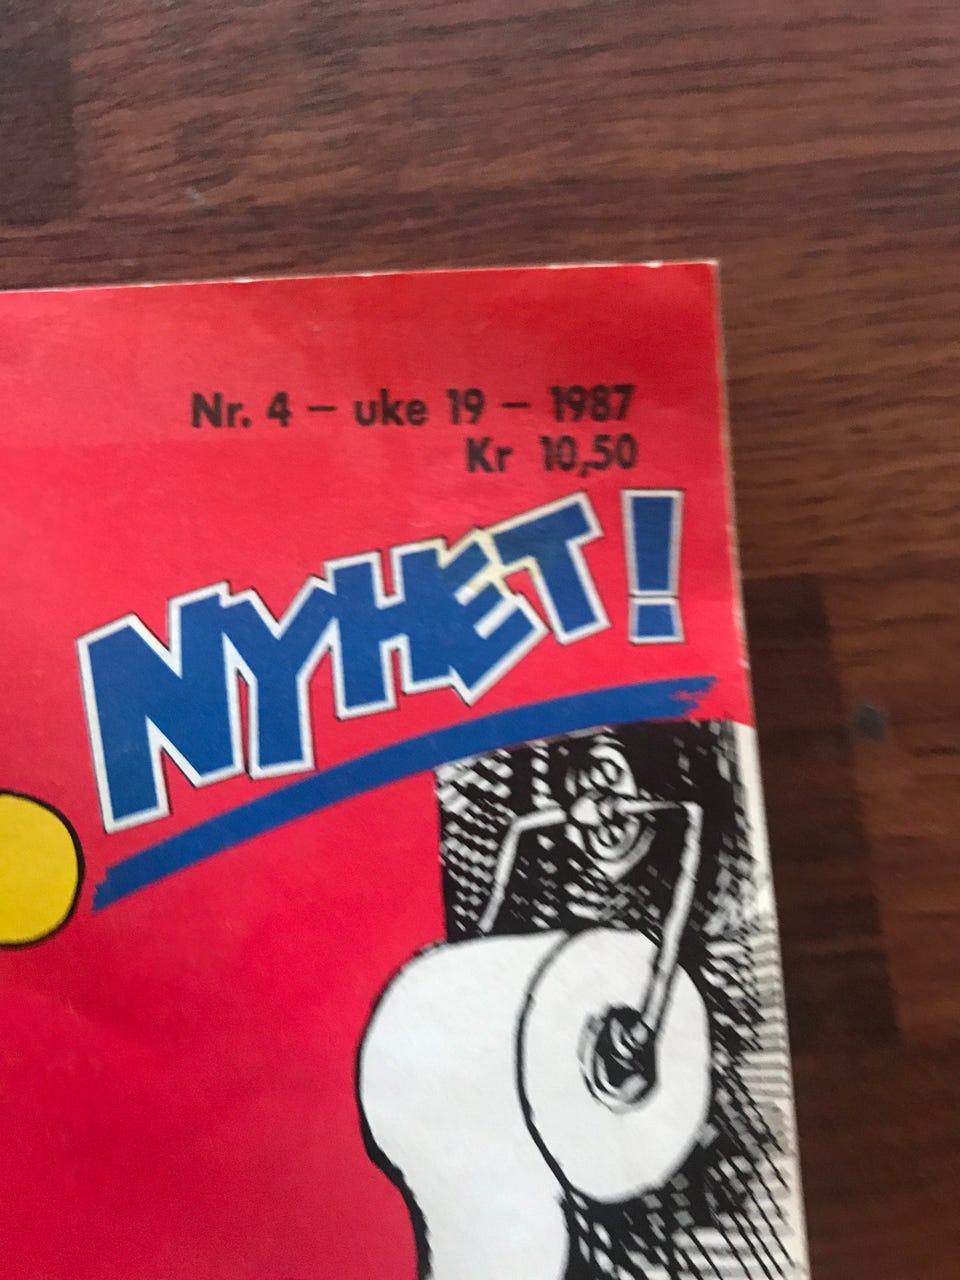 Nr. 4 – uke 19 – 1987
Kr 10,50
NYHET!